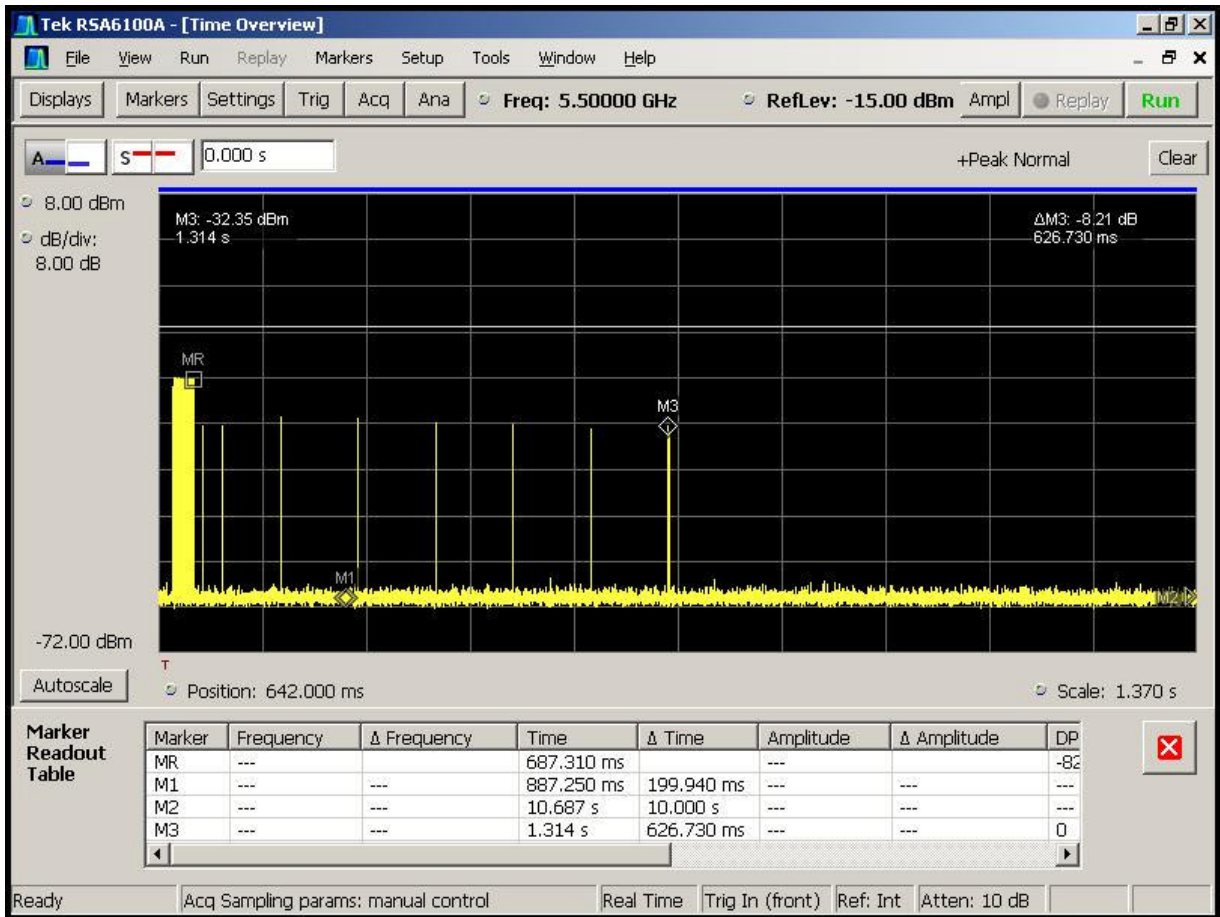 Tek RSA6100A - [Time Overview]
File View Run Replay Markers Setup Tools Window Help
Displays Markers Settings Trig Acq Ana Freq: 5.50000 GHz RefLev: -15.00 dBm Ampl Replay Run
A S 0.000 s +Peak Normal Clear
8.00 dBm
dB/div:
8.00 dB
M3: -32.35 dBm
1.314 s
ΔM3: -8.21 dB
626.730 ms
MR
M3
M1
M2
-72.00 dBm
T
Autoscale Position: 642.000 ms Scale: 1.370 s
Marker Readout Table
Marker Frequency Δ Frequency Time Δ Time Amplitude Δ Amplitude DP
MR --- 687.310 ms --- -82
M1 --- --- 887.250 ms 199.940 ms --- --- ---
M2 --- --- 10.687 s 10.000 s --- --- ---
M3 --- --- 1.314 s 626.730 ms --- --- 0
Ready Acq Sampling params: manual control Real Time Trig In (front) Ref: Int Atten: 10 dB